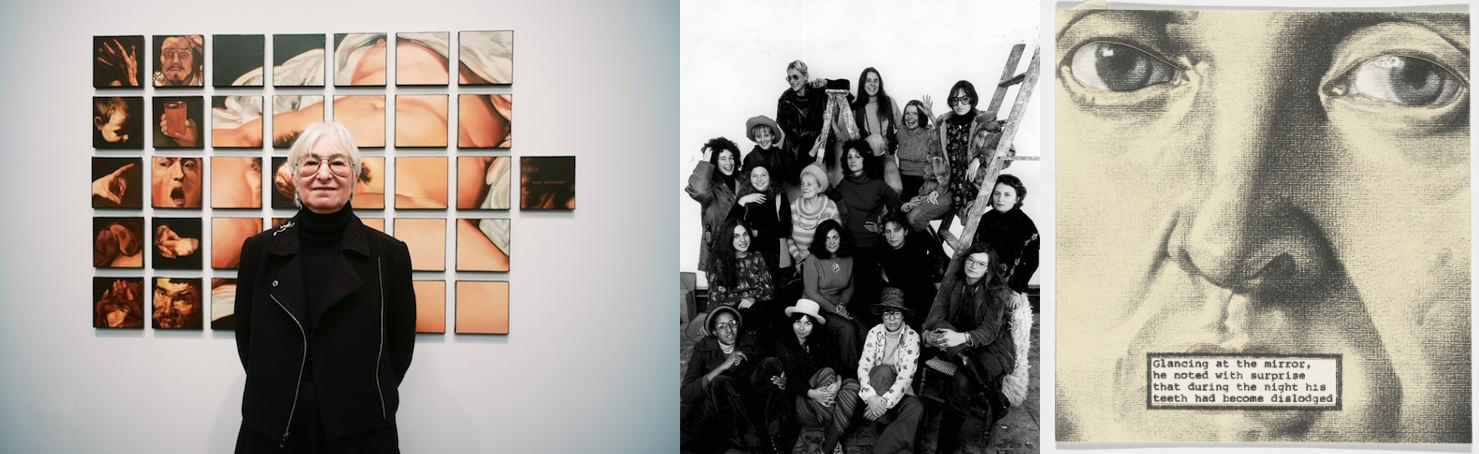 Glancing at the mirror,
he noted with surprise
that during the night his
teeth had become dislodged